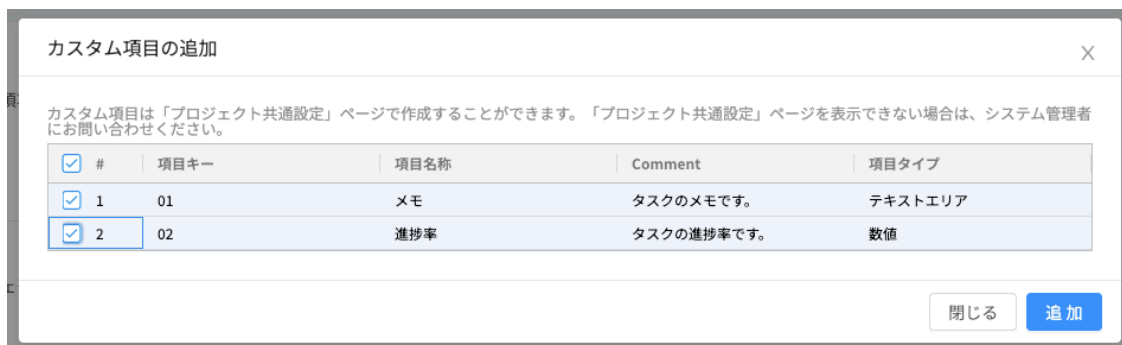 カスタム項目の追加
X
カスタム項目は「プロジェクト共通設定」ページで作成することができます。「プロジェクト共通設定」ページを表示できない場合は、システム管理者
にお問い合わせください。
# 項目キー 項目名称 Comment 項目タイプ
1 01 メモ タスクのメモです。 テキストエリア
2 02 進捗率 タスクの進捗率です。 数値
閉じる 追加